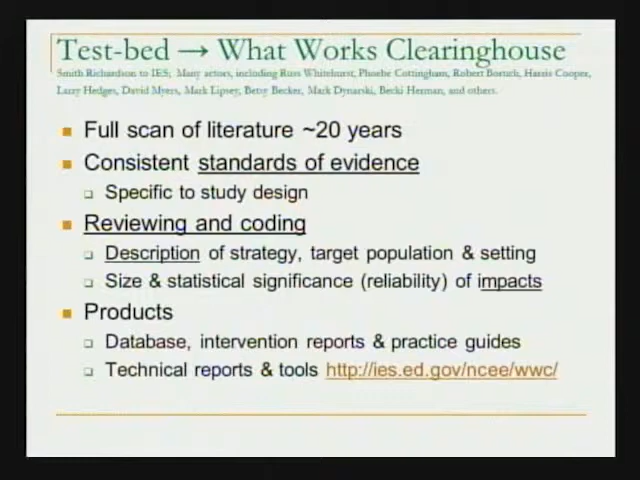 Test-bed → What Works Clearinghouse
Smith Richardson to IES; Many actors, including Russ Whitehurst, Phoebe Cottingham, Robert Boruch, Harris Cooper,
Larry Hedges, David Myers, Mark Lipsey, Betsy Becker, Mark Dynarski, Becki Herman, and others.
Full scan of literature ~20 years
Consistent standards of evidence
Specific to study design
Reviewing and coding
Description of strategy, target population & setting
Size & statistical significance (reliability) of impacts
Products
Database, intervention reports & practice guides
Technical reports & tools http://ies.ed.gov/ncee/wwc/